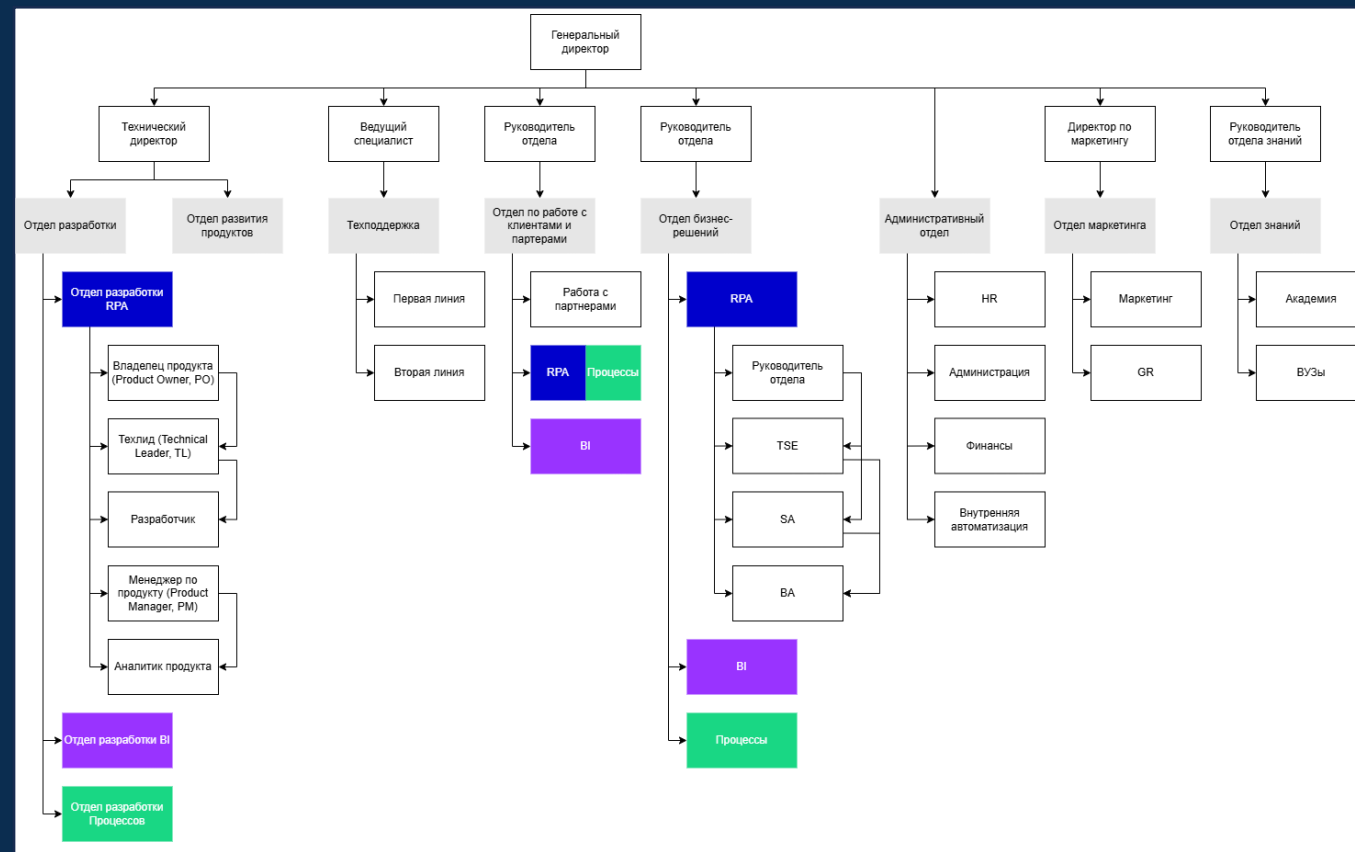 Генеральный
директор
Технический
директор
Ведущий
специалист
Руководитель
отдела
Руководитель
отдела
Директор по
маркетингу
Руководитель
отдела знаний
Отдел разработки
Отдел развития
продуктов
Техподдержка
Отдел по работе с
клиентами и
партерами
Отдел бизнес-
решений
Административный
отдел
Отдел маркетинга
Отдел знаний
Отдел разработки
RPA
Владелец продукта
(Product Owner, PO)
Техлид (Technical
Leader, TL)
Разработчик
Менеджер по
продукту (Product
Manager, PM)
Аналитик продукта
Отдел разработки BI
Отдел разработки
Процессов
Первая линия
Вторая линия
Работа с
партнерами
RPA
Процессы
BI
RPA
Руководитель
отдела
TSE
SA
BA
BI
Процессы
HR
Администрация
Финансы
Внутренняя
автоматизация
Маркетинг
GR
Академия
ВУЗы